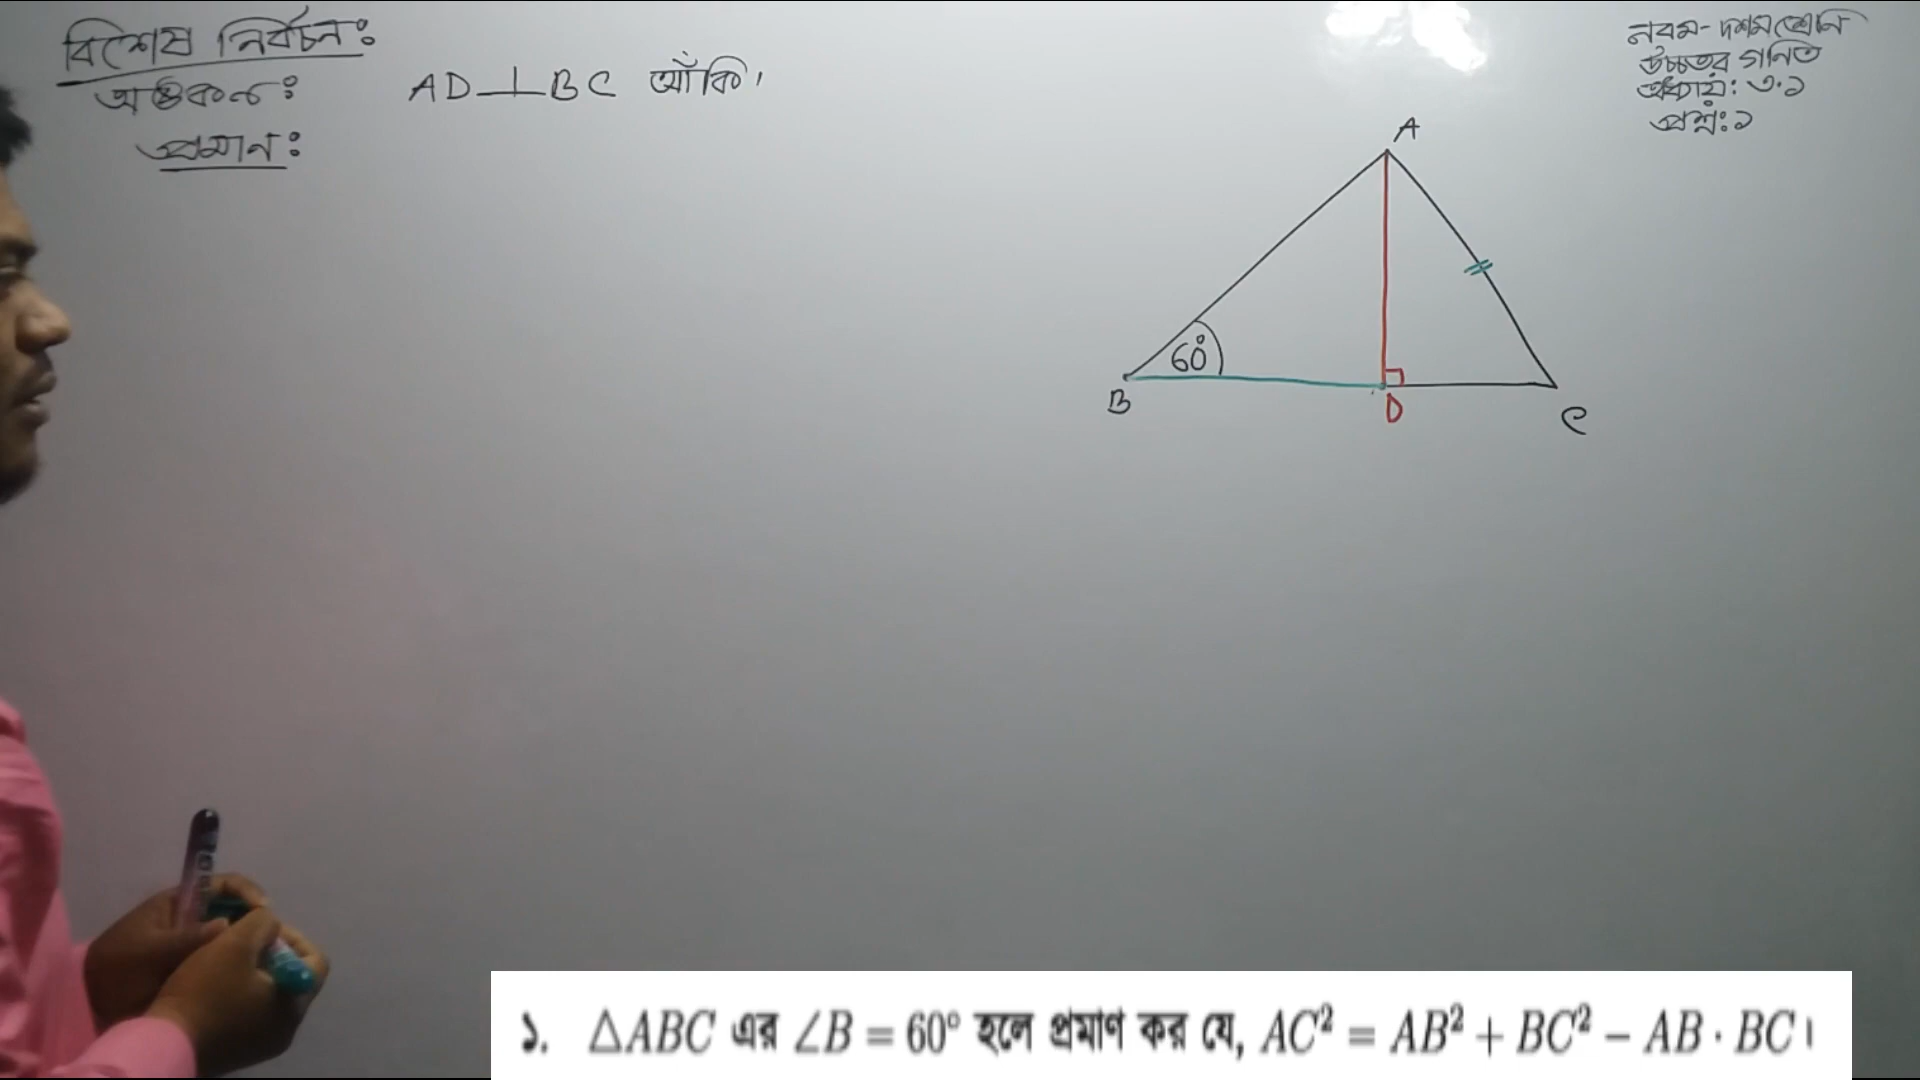 বিশেষ নির্বচনঃ
অঙ্কনঃ AD⊥BC আঁকি।
প্রমানঃ
নবম-দশম শ্রেনি
উচ্চতর গনিত
অধ্যায়ঃ ৩.১
প্রশ্নঃ ১
A
60°
B
D
C
১. △ABC এর ∠B = 60° হলে প্রমাণ কর যে, AC² = AB² + BC² − AB · BC।